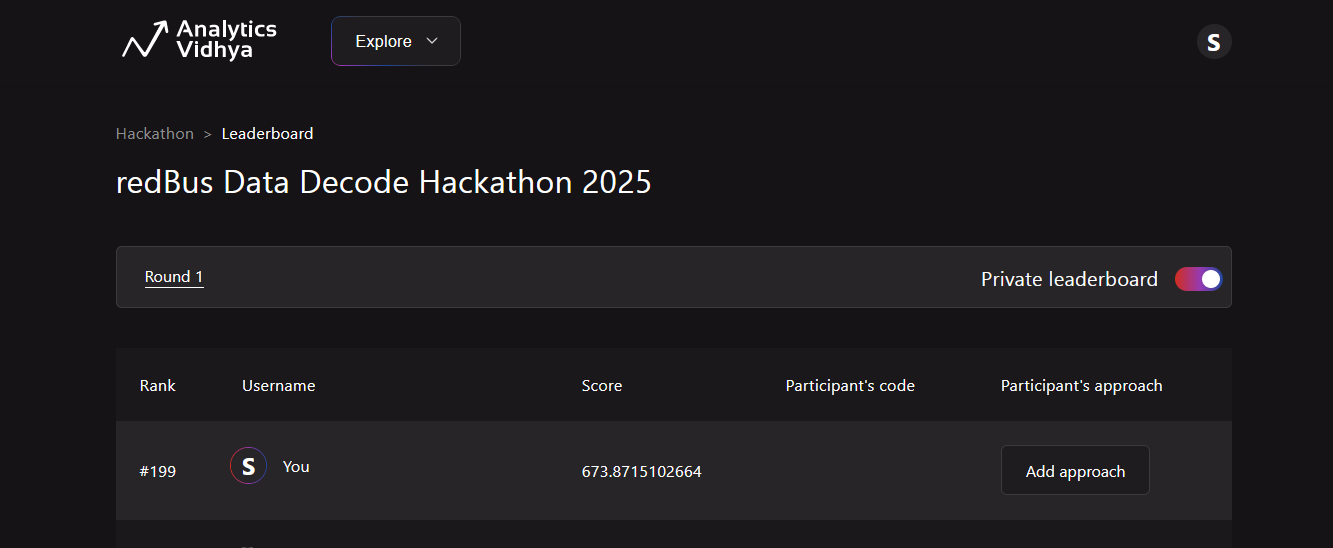 Analytics
Vidhya
Explore
S
Hackathon > Leaderboard
redBus Data Decode Hackathon 2025
Round 1 Private leaderboard
Rank Username Score Participant's code Participant's approach
#199 S You 673.8715102664 Add approach